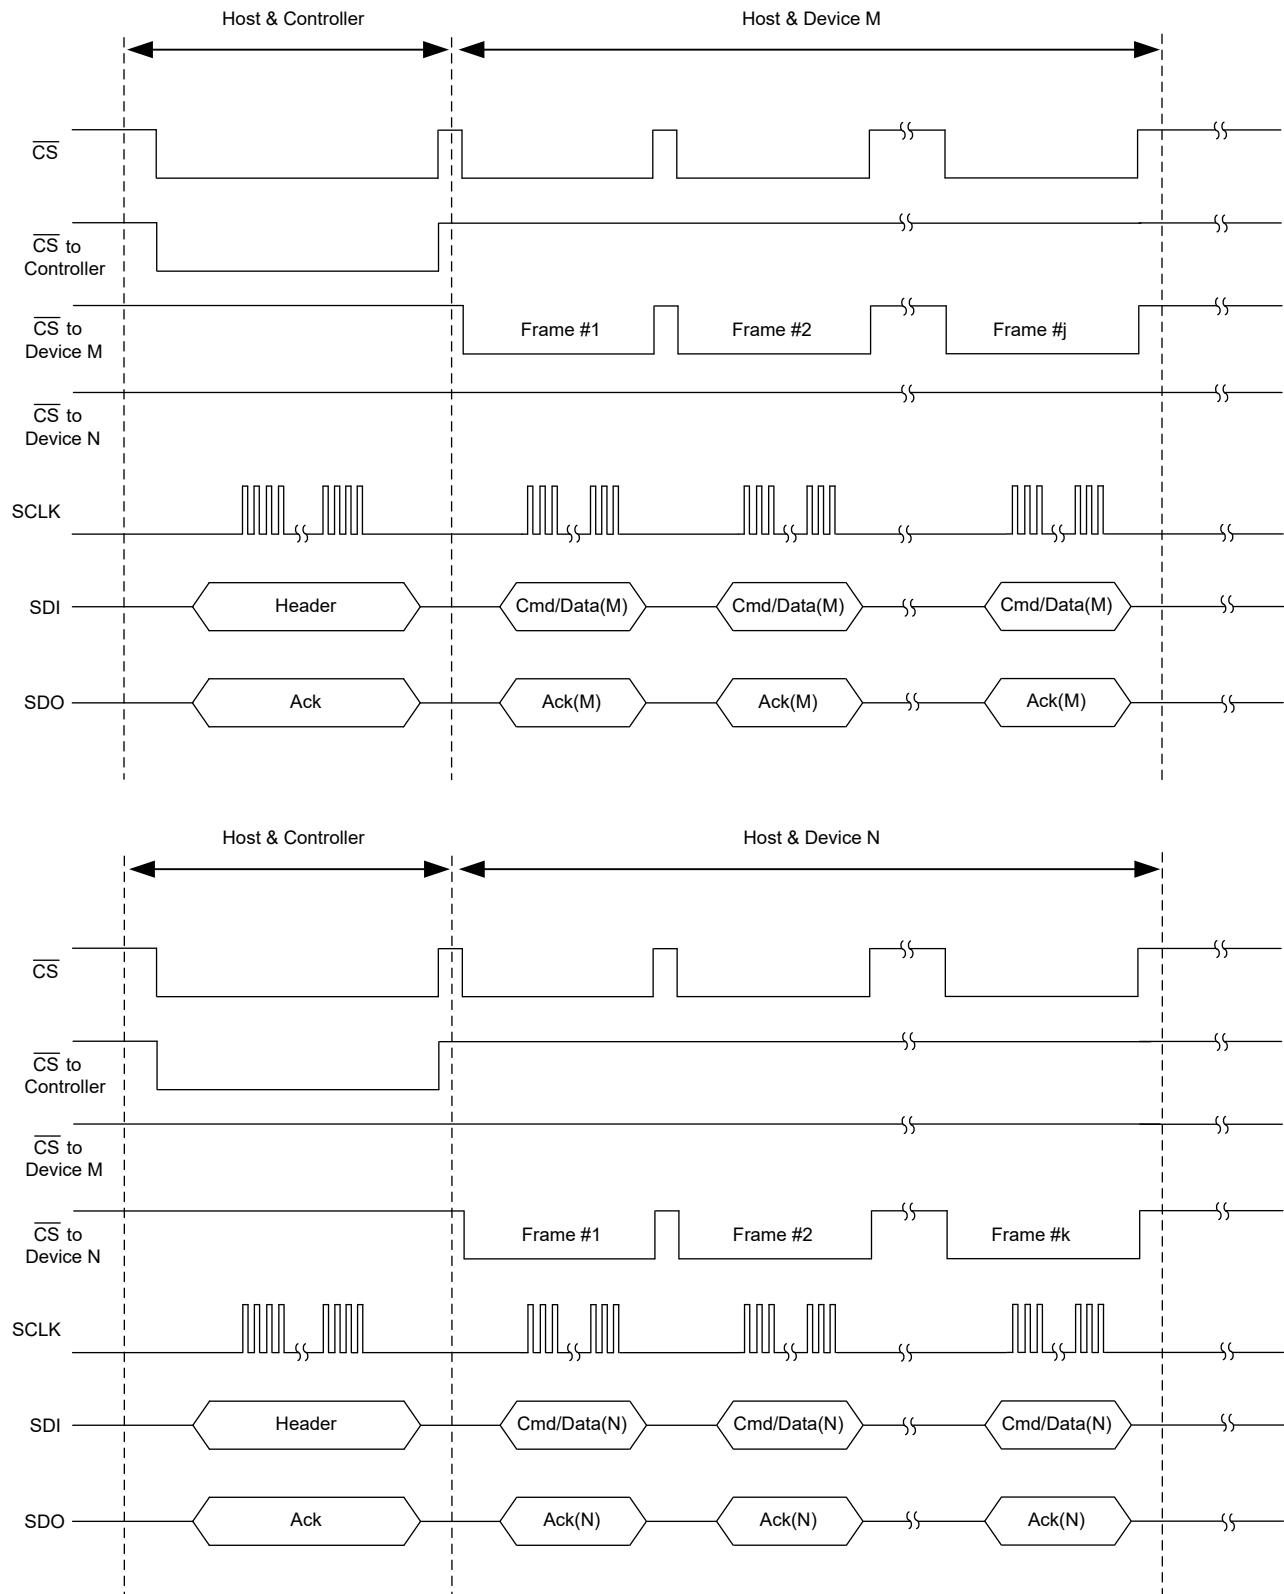 Host & Controller
Host & Device M
CS
CS to
Controller
CS to
Device M
Frame #1
Frame #2
Frame #j
CS to
Device N
SCLK
SDI
Header
Cmd/Data(M)
Cmd/Data(M)
Cmd/Data(M)
SDO
Ack
Ack(M)
Ack(M)
Ack(M)
Host & Controller
Host & Device N
CS
CS to
Controller
CS to
Device M
CS to
Device N
Frame #1
Frame #2
Frame #k
SCLK
SDI
Header
Cmd/Data(N)
Cmd/Data(N)
Cmd/Data(N)
SDO
Ack
Ack(N)
Ack(N)
Ack(N)